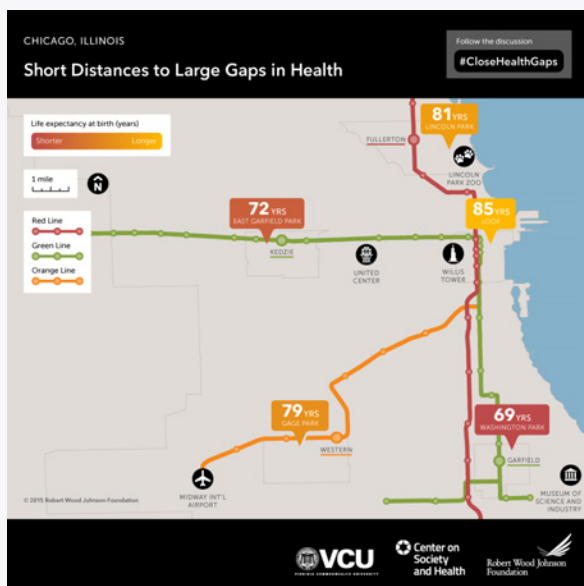 CHICAGO, ILLINOIS
Short Distances to Large Gaps in Health
Follow the discussion
#CloseHealthGaps
Life expectancy at birth (years)
Shorter
Longer
1 mile
N
Red Line
Green Line
Orange Line
81 YRS
LINCOLN PARK
FULLERTON
LINCOLN
PARK ZOO
72 YRS
EAST GARFIELD PARK
KEDZIE
UNITED
CENTER
85 YRS
LOOP
WILLIS
TOWER
79 YRS
GAGE PARK
WESTERN
MIDWAY INT'L
AIRPORT
69 YRS
WASHINGTON PARK
GARFIELD
MUSEUM OF
SCIENCE AND
INDUSTRY
© 2015 Robert Wood Johnson Foundation
VCU
VIRGINIA COMMONWEALTH UNIVERSITY
Center on
Society
and Health
Robert Wood Johnson
Foundation